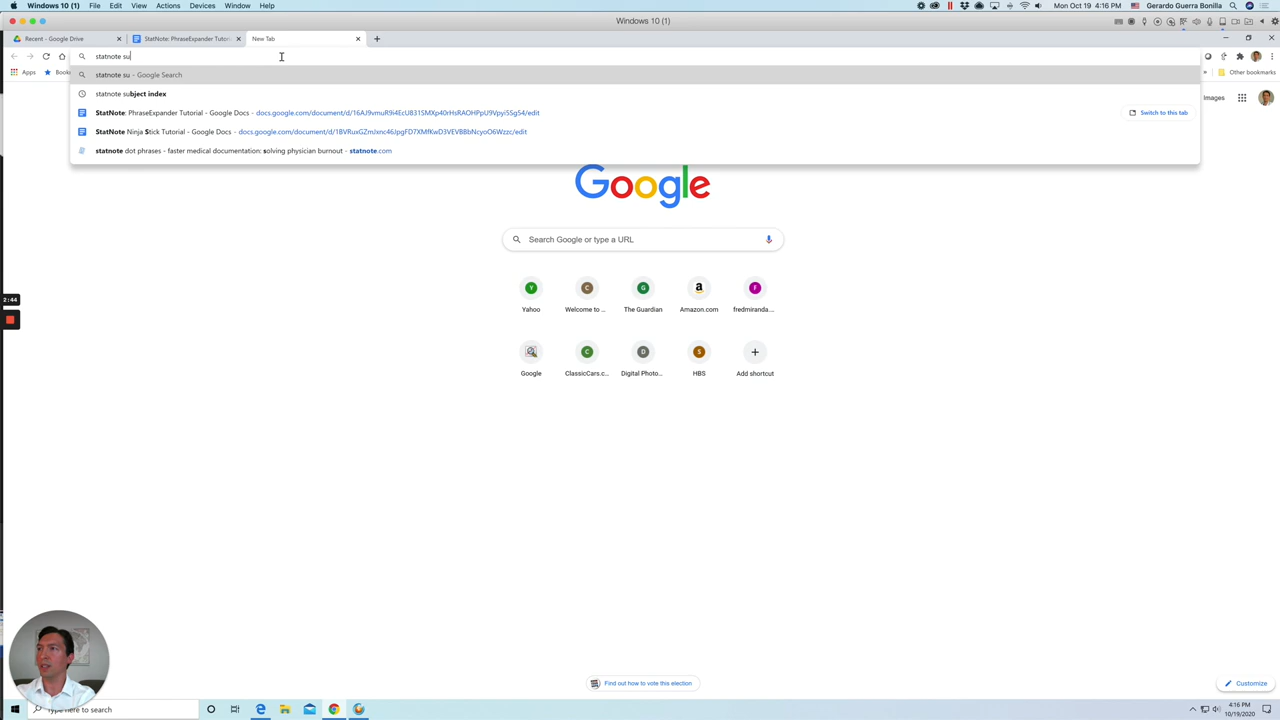 Windows 10 (1) File Edit View Actions Devices Window Help
Mon Oct 19 4:16 PM Gerardo Guerra Bonilla
Windows 10 (1)
Recent - Google Drive
StatNote: PhraseExpander Tutori
New Tab
statnote su
statnote su - Google Search
Apps
Book
Other bookmarks
statnote subject index
Images
StatNote: PhraseExpander Tutorial - Google Docs - docs.google.com/document/d/16AJ9vmuR9i4EcU831SMXp40rHsRAOHPpU9Vpyi5Sg54/edit
Switch to this tab
StatNote Ninja Stick Tutorial - Google Docs - docs.google.com/document/d/1BVRuxGZmJxnc46JpgFD7XMfKwD3VEVBBbNcyoO6Wzzc/edit
statnote dot phrases - faster medical documentation: solving physician burnout - statnote.com
Google
Search Google or type a URL
Yahoo
Welcome to ...
The Guardian
Amazon.com
fredmiranda....
2:44
Google
ClassicCars.c...
Digital Photo...
HBS
Add shortcut
Find out how to vote this election
Customize
Type here to search
4:16 PM
10/19/2020